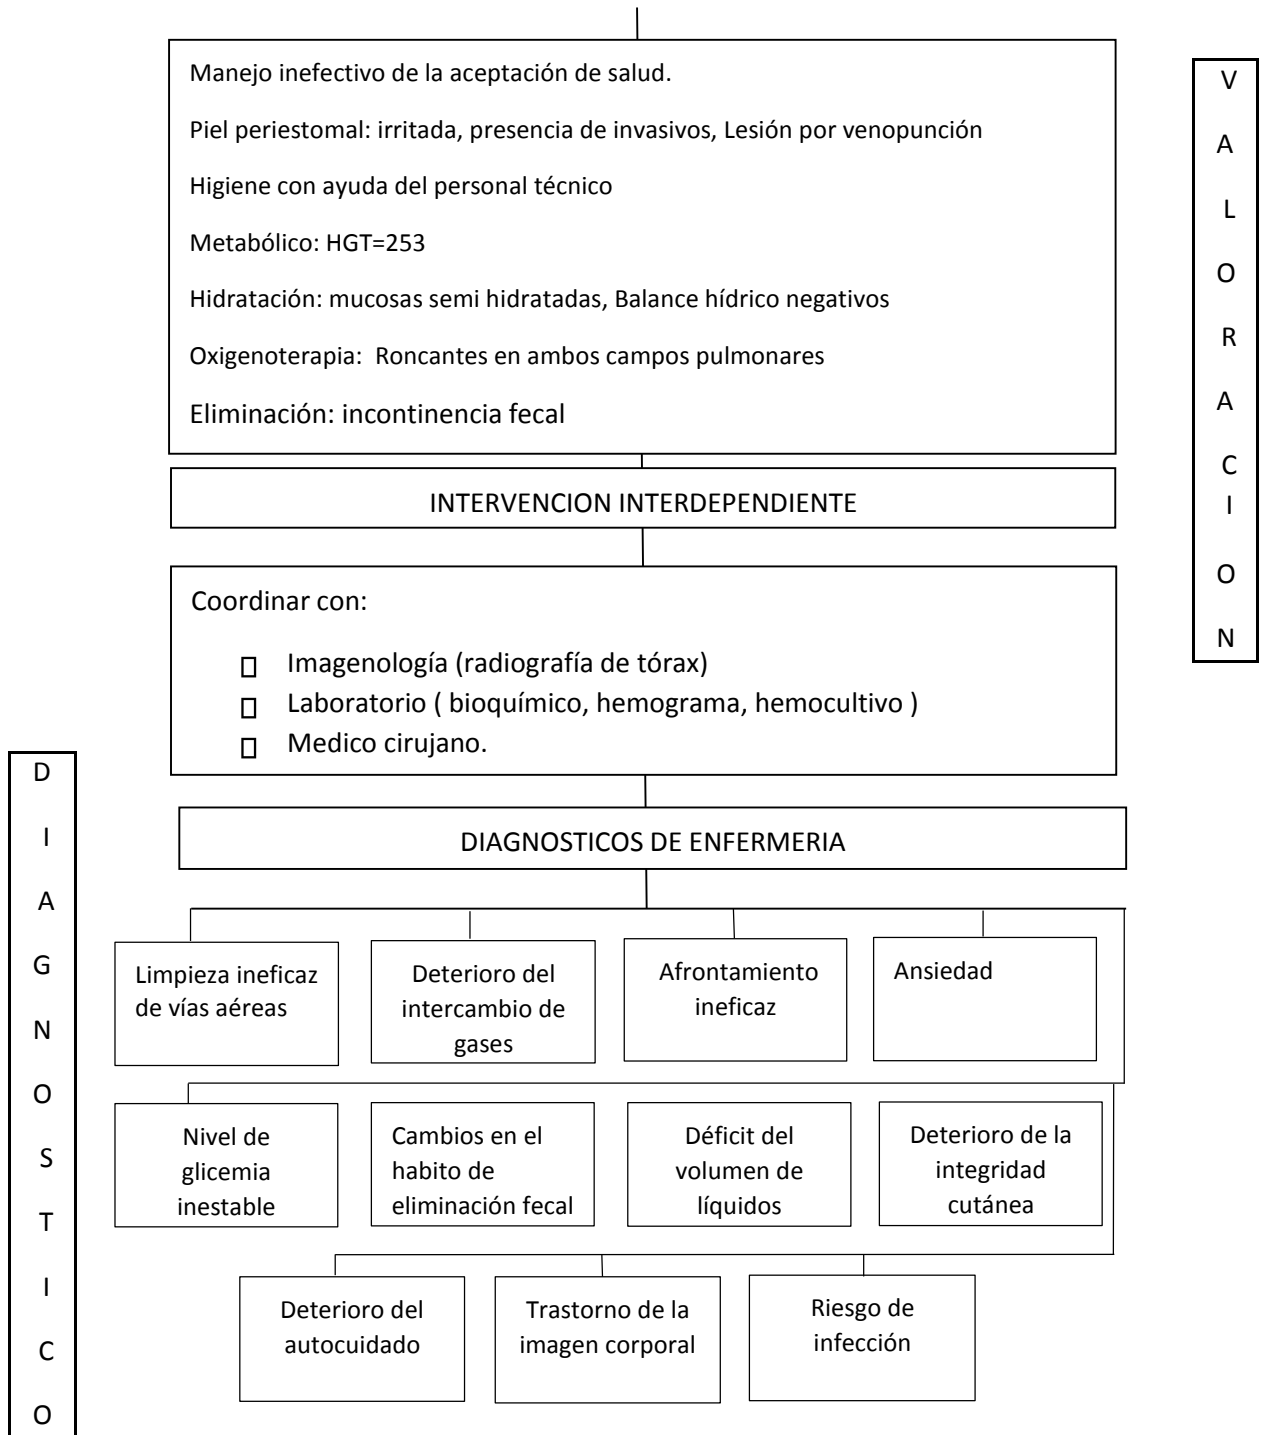 Manejo inefectivo de la aceptación de salud.
Piel periestomal: irritada, presencia de invasivos, Lesión por venopunción
Higiene con ayuda del personal técnico
Metabólico: HGT=253
Hidratación: mucosas semi hidratadas, Balance hídrico negativos
Oxigenoterapia: Roncantes en ambos campos pulmonares
Eliminación: incontinencia fecal
V
A
L
O
R
A
C
I
O
N
INTERVENCION INTERDEPENDIENTE
Coordinar con:
Imagenología (radiografía de tórax)
Laboratorio ( bioquímico, hemograma, hemocultivo )
Medico cirujano.
D
I
A
G
N
O
S
T
I
C
O
DIAGNOSTICOS DE ENFERMERIA
Limpieza ineficaz
de vías aéreas
Deterioro del
intercambio de
gases
Afrontamiento
ineficaz
Ansiedad
Nivel de
glicemia
inestable
Cambios en el
habito de
eliminación fecal
Déficit del
volumen de
líquidos
Deterioro de la
integridad
cutánea
Deterioro del
autocuidado
Trastorno de la
imagen corporal
Riesgo de
infección